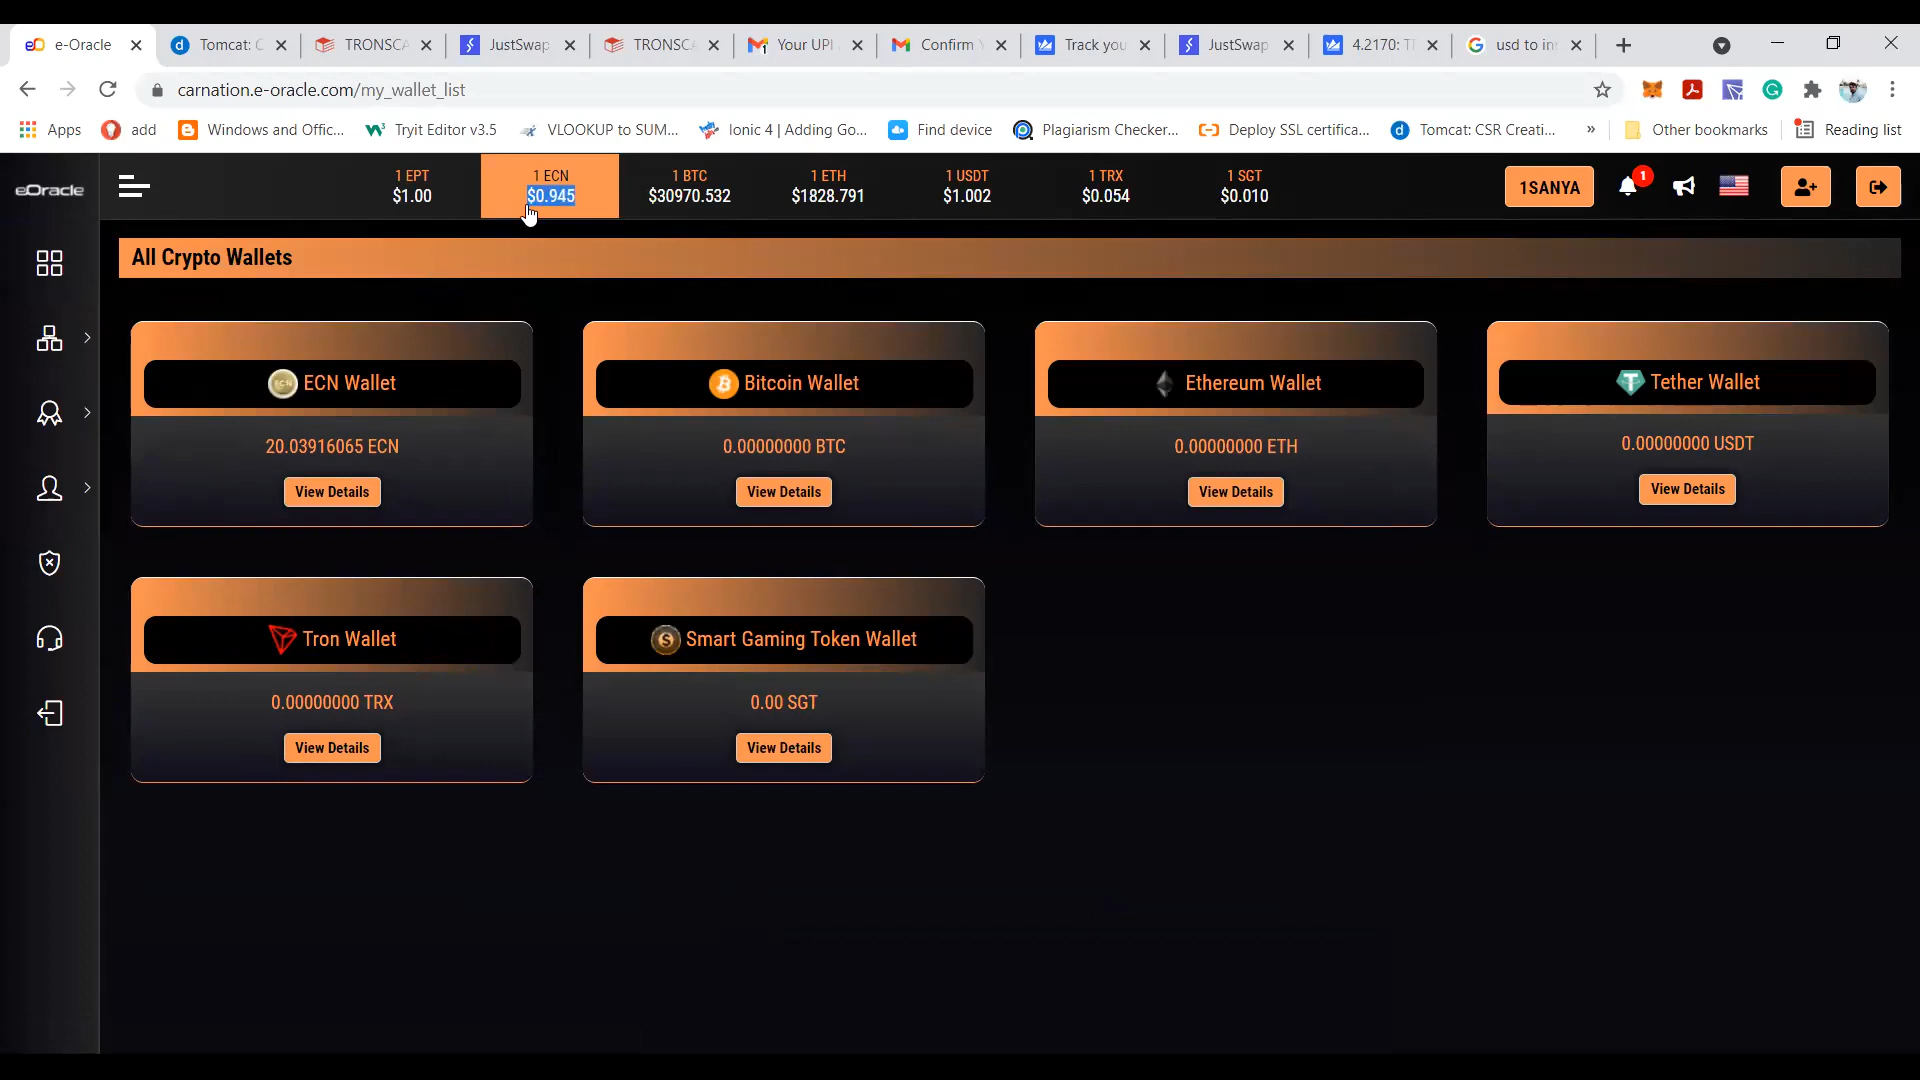 e-Oracle
Tomcat: C
TRONSCA
JustSwap
TRONSCA
Your UPI
Confirm Y
Track you
JustSwap
4.2170: T
usd to in
carnation.e-oracle.com/my_wallet_list
Apps
add
Windows and Offic...
Tryit Editor v3.5
VLOOKUP to SUM...
Ionic 4 | Adding Go...
Find device
Plagiarism Checker...
Deploy SSL certifica...
Tomcat: CSR Creati...
»
Other bookmarks
Reading list
eOracle
1 EPT
$1.00
1 ECN
$0.945
1 BTC
$30970.532
1 ETH
$1828.791
1 USDT
$1.002
1 TRX
$0.054
1 SGT
$0.010
1SANYA
1
All Crypto Wallets
ECN Wallet
20.03916065 ECN
View Details
Bitcoin Wallet
0.00000000 BTC
View Details
Ethereum Wallet
0.00000000 ETH
View Details
Tether Wallet
0.00000000 USDT
View Details
Tron Wallet
0.00000000 TRX
View Details
Smart Gaming Token Wallet
0.00 SGT
View Details